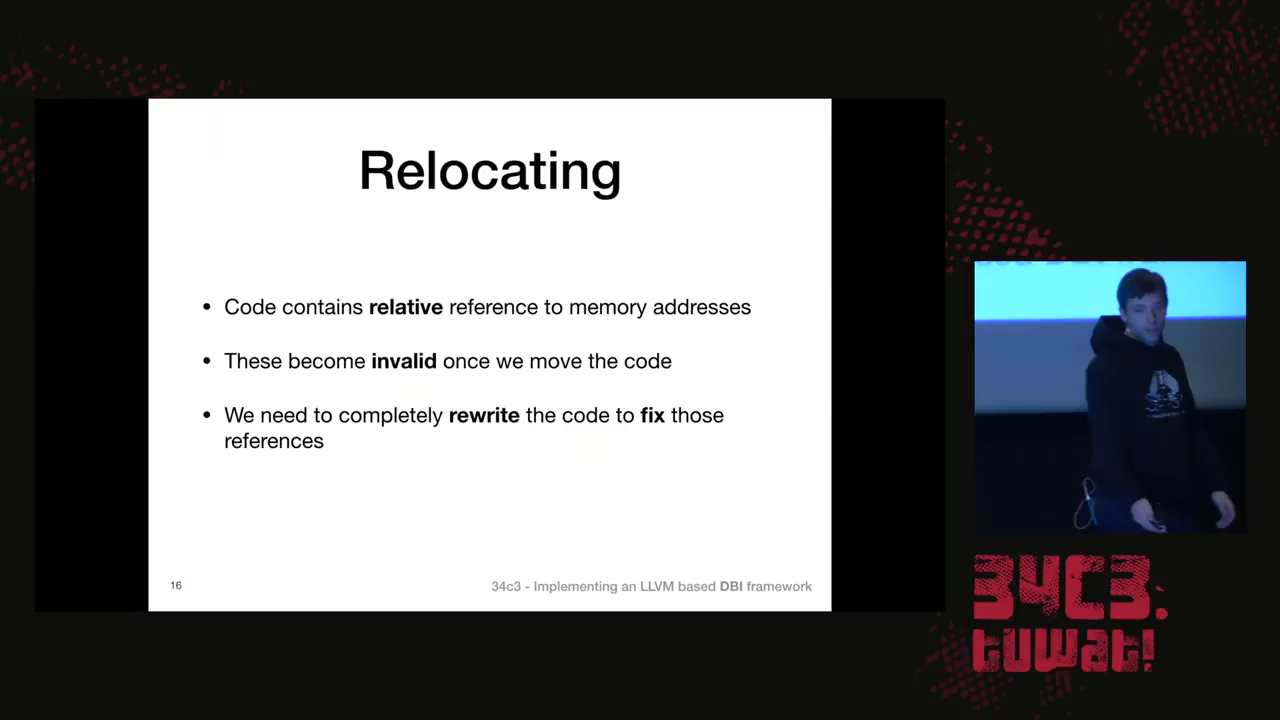 Relocating
• Code contains relative reference to memory addresses
• These become invalid once we move the code
• We need to completely rewrite the code to fix those
references
16
34c3 - Implementing an LLVM based DBI framework
34C3.
tuwat!